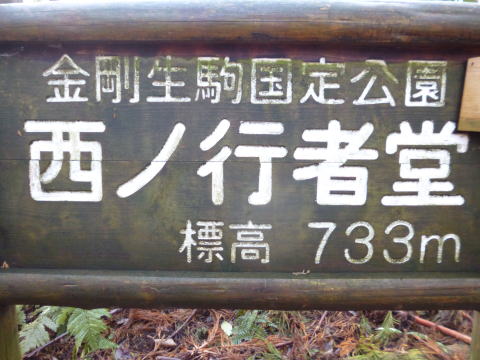 金剛生駒国定公園
西ノ行者堂
標高 733m